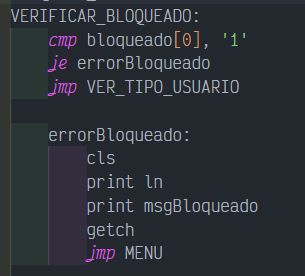 VERIFICAR_BLOQUEADO:
cmp bloqueado[0], '1'
je errorBloqueado
jmp VER_TIPO_USUARIO
errorBloqueado:
cls
print ln
print msgBloqueado
getch
jmp MENU